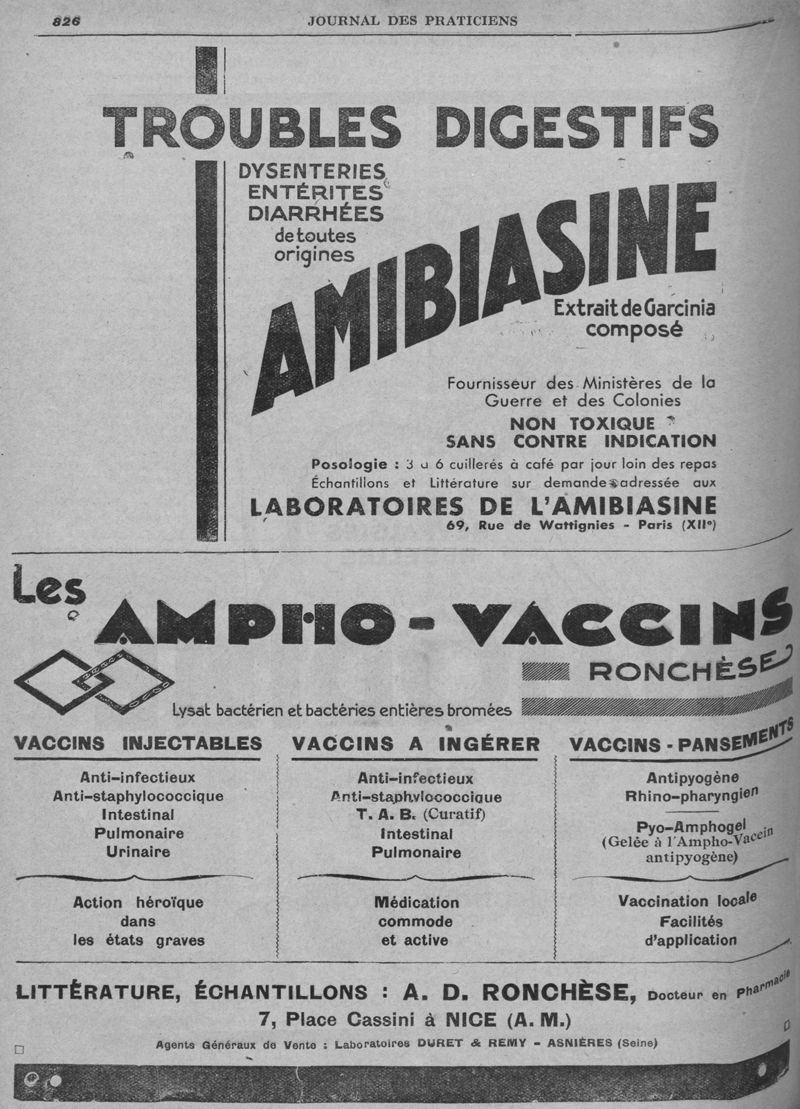 826
JOURNAL DES PRATICIENS
TROUBLES DIGESTIFS
DYSENTERIES
ENTÉRITES
DIARRHÉES
de toutes
origines
AMIBIASINE
Extrait de Garcinia
composé
Fournisseur des Ministères de la
Guerre et des Colonies
NON TOXIQUE
SANS CONTRE INDICATION
Posologie : 3 à 6 cuillerés à café par jour loin des repas
Échantillons et Littérature sur demande adressée aux
LABORATOIRES DE L'AMIBIASINE
69, Rue de Wattignies - Paris (XIIe)
Les
AMPHO-VACCINS
RONCHÈSE
Lysat bactérien et bactéries entières bromées
VACCINS INJECTABLES
Anti-infectieux
Anti-staphylococcique
Intestinal
Pulmonaire
Urinaire
Action héroïque
dans
les états graves
VACCINS A INGÉRER
Anti-infectieux
Anti-staphylococcique
T. A. B. (Curatif)
Intestinal
Pulmonaire
Médication
commode
et active
VACCINS - PANSEMENTS
Antipyogène
Rhino-pharyngien
Pyo-Amphogel
(Gelée à l'Ampho-Vaccin
antipyogène)
Vaccination locale
Facilités
d'application
LITTÉRATURE, ÉCHANTILLONS : A. D. RONCHÈSE, Docteur en Pharmacie
7, Place Cassini à NICE (A. M.)
Agents Généraux de Vente : Laboratoires DURET & REMY - ASNIÈRES (Seine)